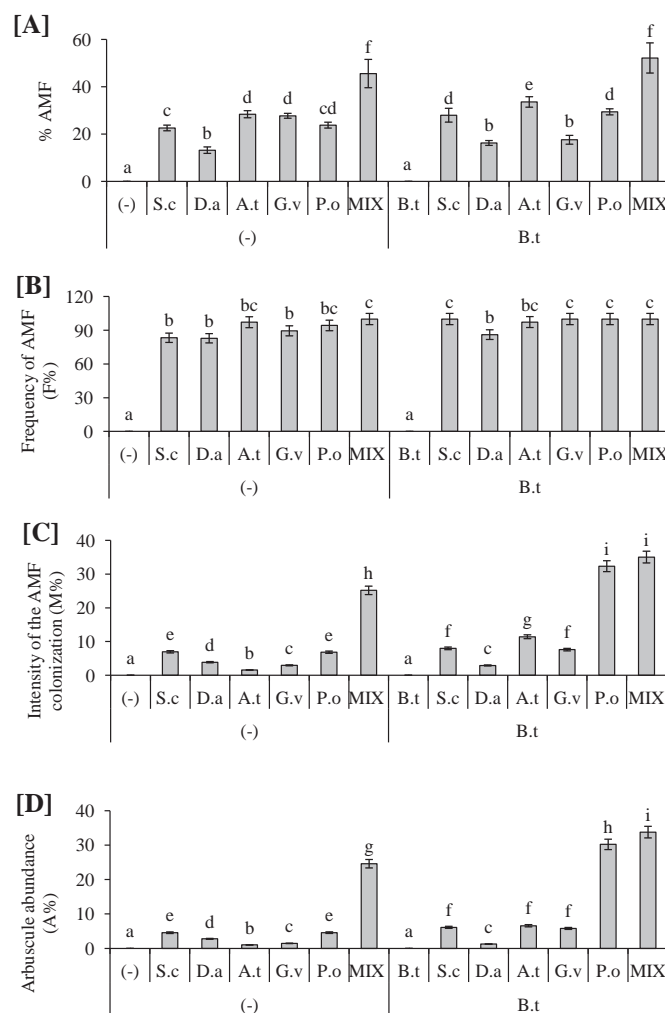 [A]
% AMF
60
40
20
0
a c b d d cd f a d b e b d f
(-) S.c D.a A.t G.v P.o MIX B.t S.c D.a A.t G.v P.o MIX
(-) B.t
[B]
Frequency of AMF
(F%)
120
90
60
30
0
a b b bc b bc c a c b bc c c c
(-) S.c D.a A.t G.v P.o MIX B.t S.c D.a A.t G.v P.o MIX
(-) B.t
[C]
Intensity of the AMF
colonization (M%)
40
30
20
10
0
a e d b c e h a f c g f i i
(-) S.c D.a A.t G.v P.o MIX B.t S.c D.a A.t G.v P.o MIX
(-) B.t
[D]
Arbuscule abundance
(A%)
40
30
20
10
0
a e d b c e g a f c f f h i
(-) S.c D.a A.t G.v P.o MIX B.t S.c D.a A.t G.v P.o MIX
(-) B.t